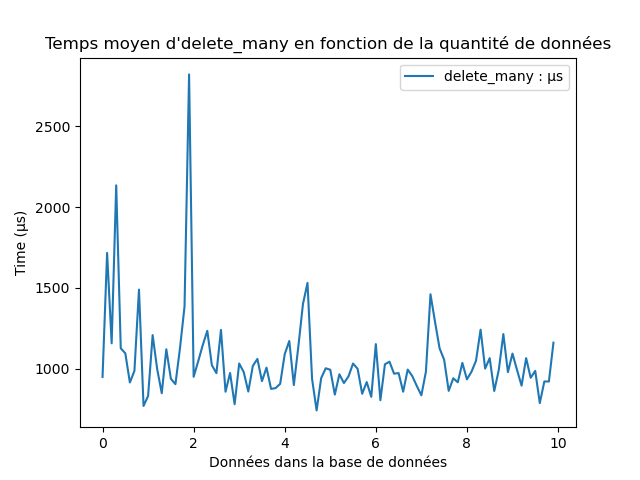 Temps moyen d'delete_many en fonction de la quantité de données
delete_many : µs
2500
2000
1500
1000
Time (µs)
0 2 4 6 8 10
Données dans la base de données